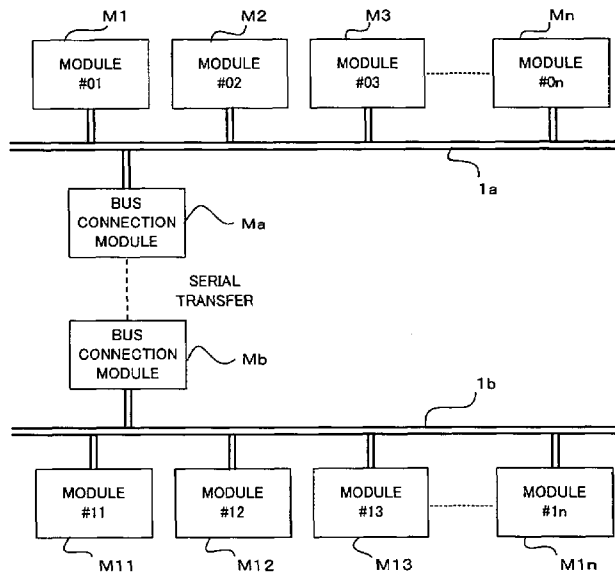 M1
M2
M3
Mn
MODULE
#01
MODULE
#02
MODULE
#03
MODULE
#0n
1a
BUS
CONNECTION
MODULE
Ma
SERIAL
TRANSFER
BUS
CONNECTION
MODULE
Mb
1b
MODULE
#11
MODULE
#12
MODULE
#13
MODULE
#1n
M11
M12
M13
M1n